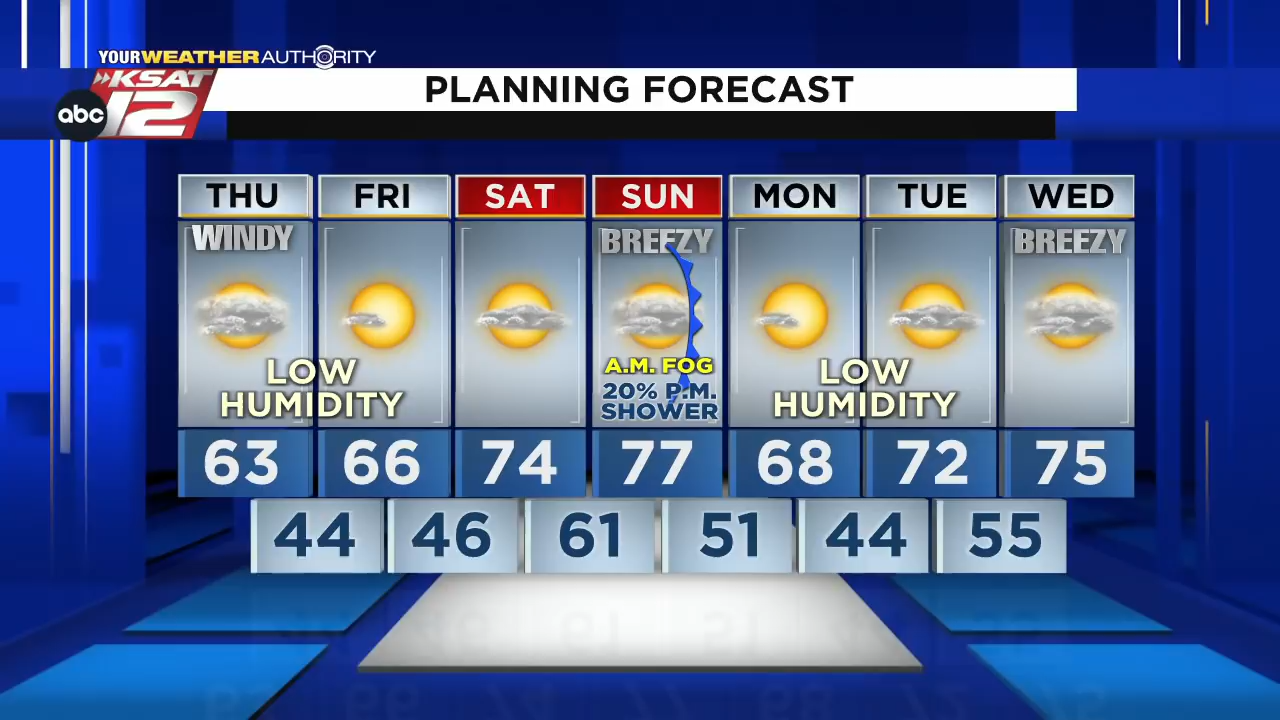 YOURWEATHERAUTHORITY
KSAT
abc 12
PLANNING FORECAST
THU FRI SAT SUN MON TUE WED
WINDY BREEZY BREEZY
LOW HUMIDITY
A.M. FOG
20% P.M. SHOWER
LOW HUMIDITY
63 66 74 77 68 72 75
44 46 61 51 44 55